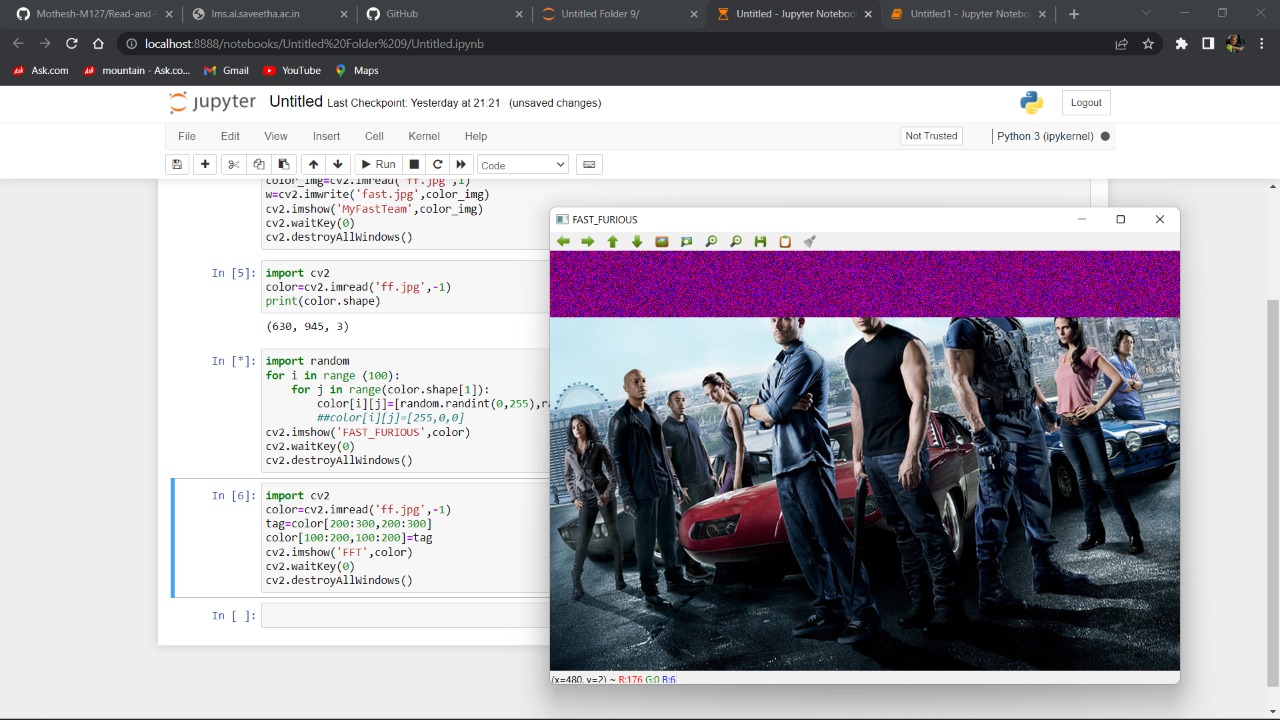 Mothesh-M127/Read-and-
lms.ai.saveetha.ac.in
GitHub
Untitled Folder 9/
Untitled - Jupyter Noteboo
Untitled1 - Jupyter Notebo
localhost:8888/notebooks/Untitled%20Folder%209/Untitled.ipynb
Ask Ask.com
Ask mountain - Ask.co...
Gmail
YouTube
Maps
jupyter Untitled Last Checkpoint: Yesterday at 21:21 (unsaved changes)
Logout
File Edit View Insert Cell Kernel Help
Not Trusted
Python 3 (ipykernel)
Run
Code
color_img=cv2.imread('ff.jpg',1)
w=cv2.imwrite('fast.jpg',color_img)
cv2.imshow('MyFastTeam',color_img)
cv2.waitKey(0)
cv2.destroyAllWindows()
In [5]: import cv2
color=cv2.imread('ff.jpg',-1)
print(color.shape)
(630, 945, 3)
In [*]: import random
for i in range (100):
for j in range(color.shape[1]):
color[i][j]=[random.randint(0,255),ra
##color[i][j]=[255,0,0]
cv2.imshow('FAST_FURIOUS',color)
cv2.waitKey(0)
cv2.destroyAllWindows()
In [6]: import cv2
color=cv2.imread('ff.jpg',-1)
tag=color[200:300,200:300]
color[100:200,100:200]=tag
cv2.imshow('FFT',color)
cv2.waitKey(0)
cv2.destroyAllWindows()
In [ ]:
FAST_FURIOUS
(x=480, y=2) ~ R:176 G:0 B:6